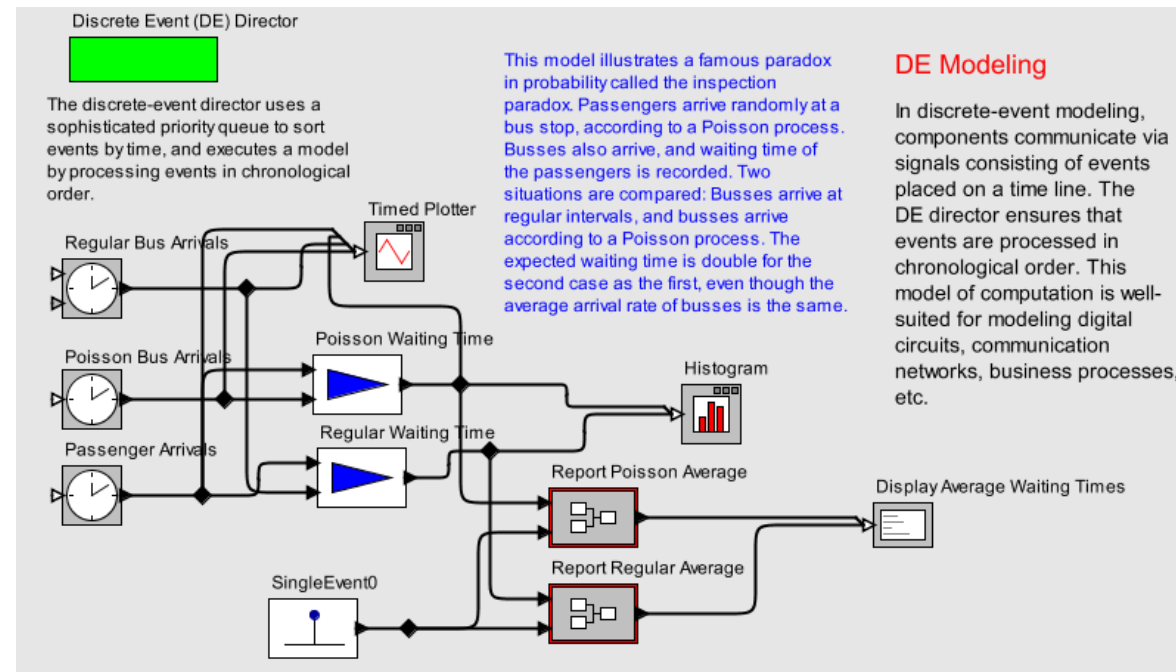 Discrete Event (DE) Director
The discrete-event director uses a
sophisticated priority queue to sort
events by time, and executes a model
by processing events in chronological
order.
This model illustrates a famous paradox
in probability called the inspection
paradox. Passengers arrive randomly at a
bus stop, according to a Poisson process.
Busses also arrive, and waiting time of
the passengers is recorded. Two
situations are compared: Busses arrive at
regular intervals, and busses arrive
according to a Poisson process. The
expected waiting time is double for the
second case as the first, even though the
average arrival rate of busses is the same.
DE Modeling
In discrete-event modeling,
components communicate via
signals consisting of events
placed on a time line. The
DE director ensures that
events are processed in
chronological order. This
model of computation is well-
suited for modeling digital
circuits, communication
networks, business processes,
etc.
Timed Plotter
Regular Bus Arrivals
Poisson Bus Arrivals
Poisson Waiting Time
Histogram
Passenger Arrivals
Regular Waiting Time
Report Poisson Average
Display Average Waiting Times
Report Regular Average
SingleEvent0